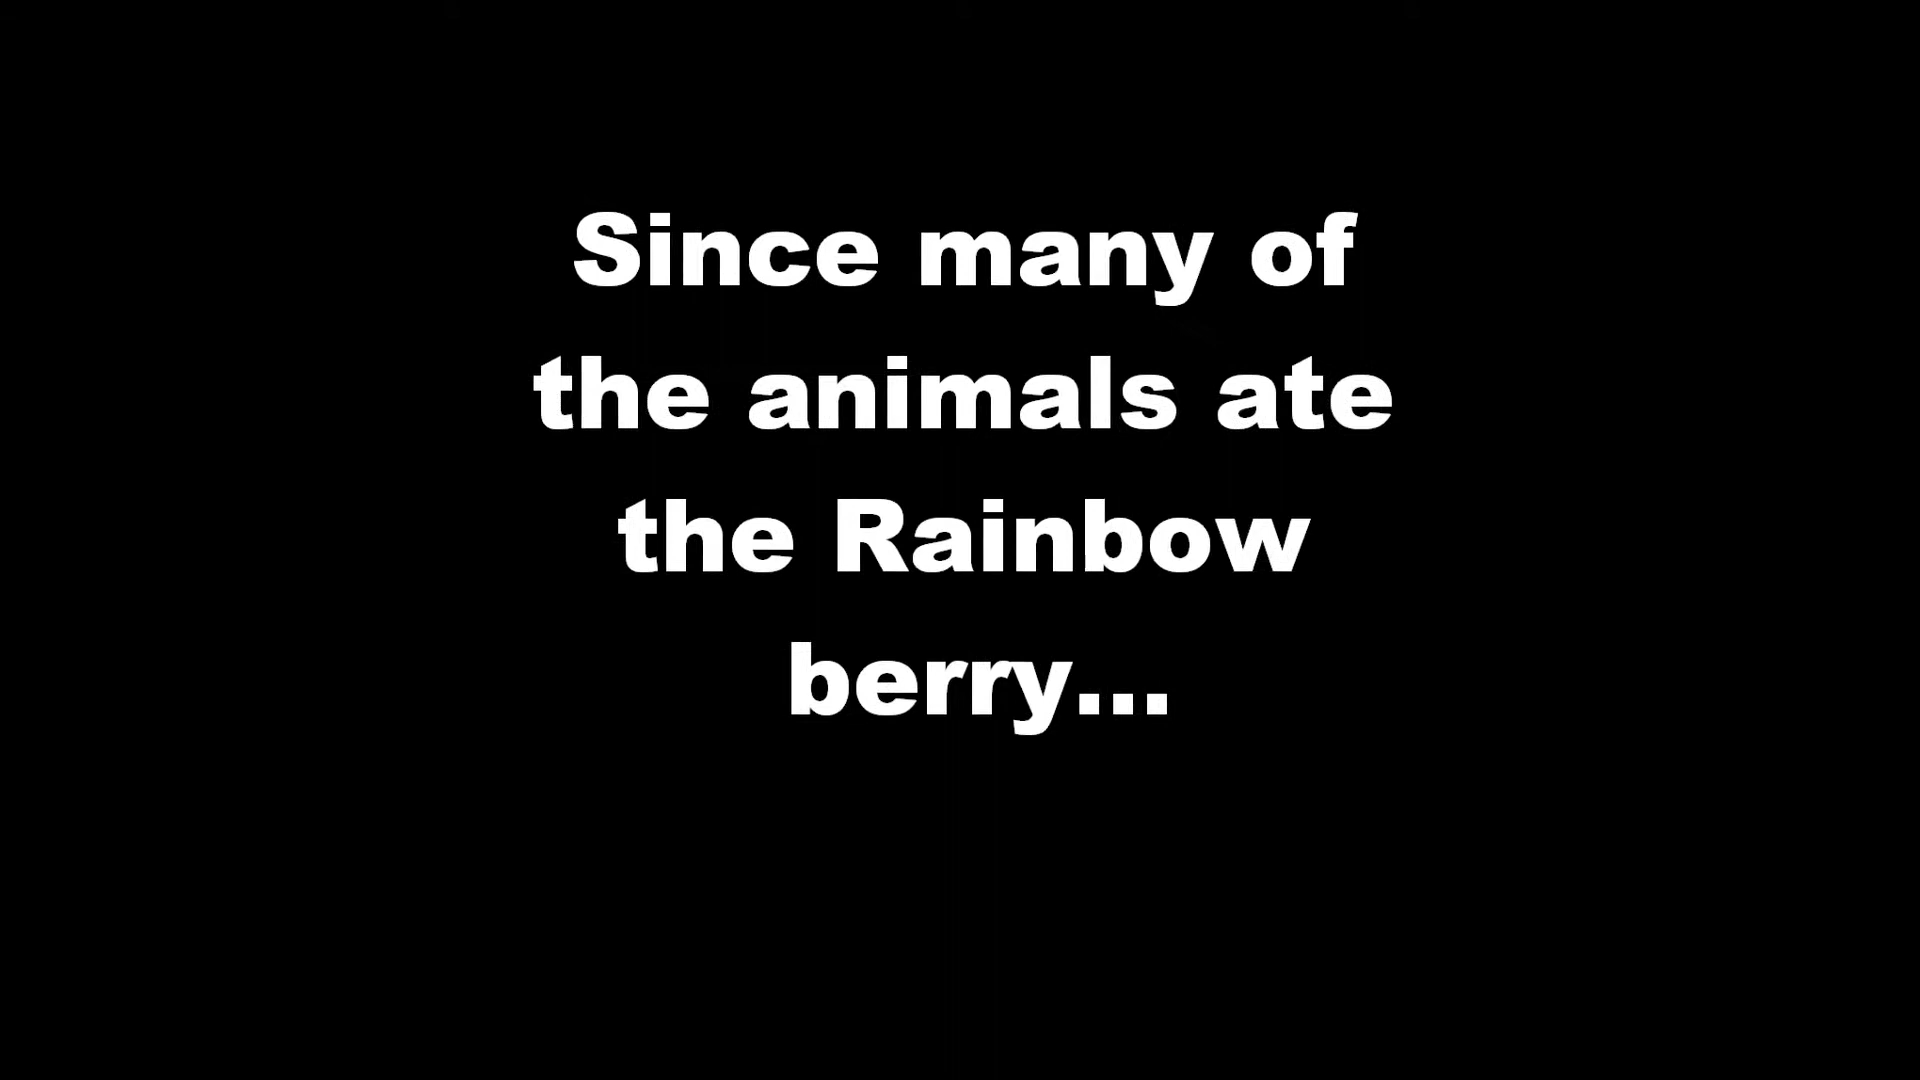 Since many of
the animals ate
the Rainbow
berry...